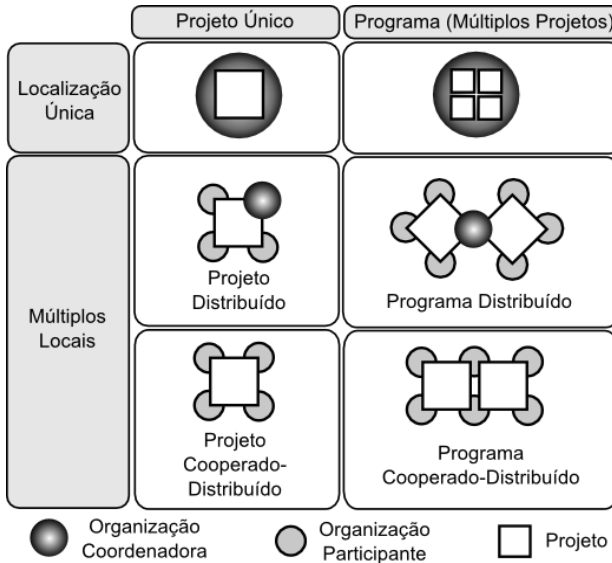 Projeto Único
Programa (Múltiplos Projetos)
Localização
Única
Múltiplos
Locais
Projeto
Distribuído
Programa Distribuído
Projeto
Cooperado-
Distribuído
Programa
Cooperado-Distribuído
Organização
Coordenadora
Organização
Participante
Projeto